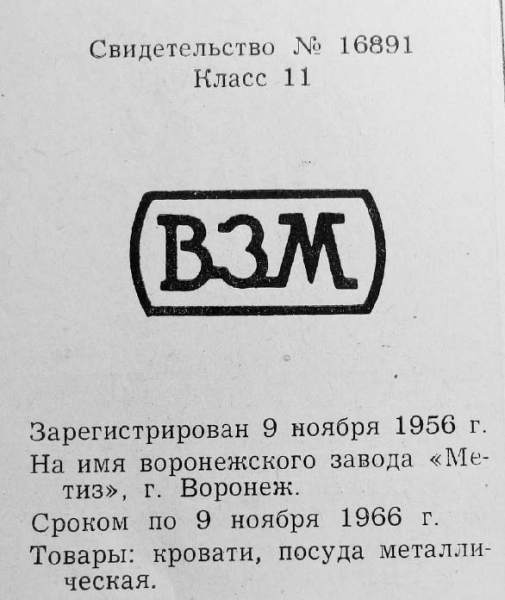 Свидетельство № 16891
Класс 11
ВЗМ
Зарегистрирован 9 ноября 1956 г.
На имя воронежского завода «Ме-
тиз», г. Воронеж.
Сроком по 9 ноября 1966 г.
Товары: кровати, посуда металли-
ческая.